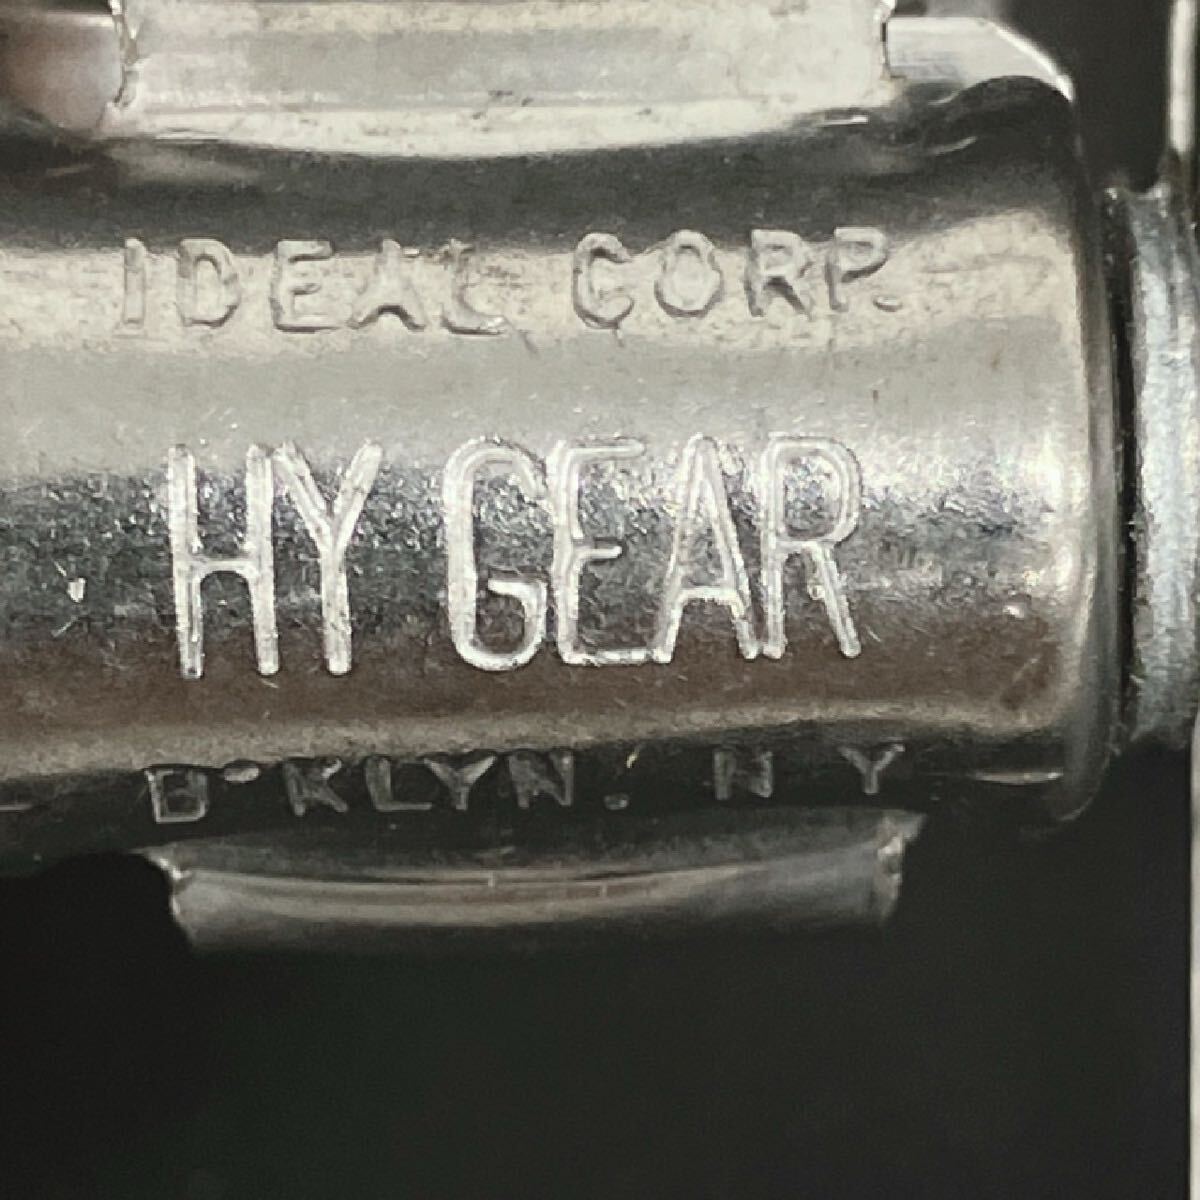 IDEAL CORP.
HY GEAR
B'KLYN. N Y